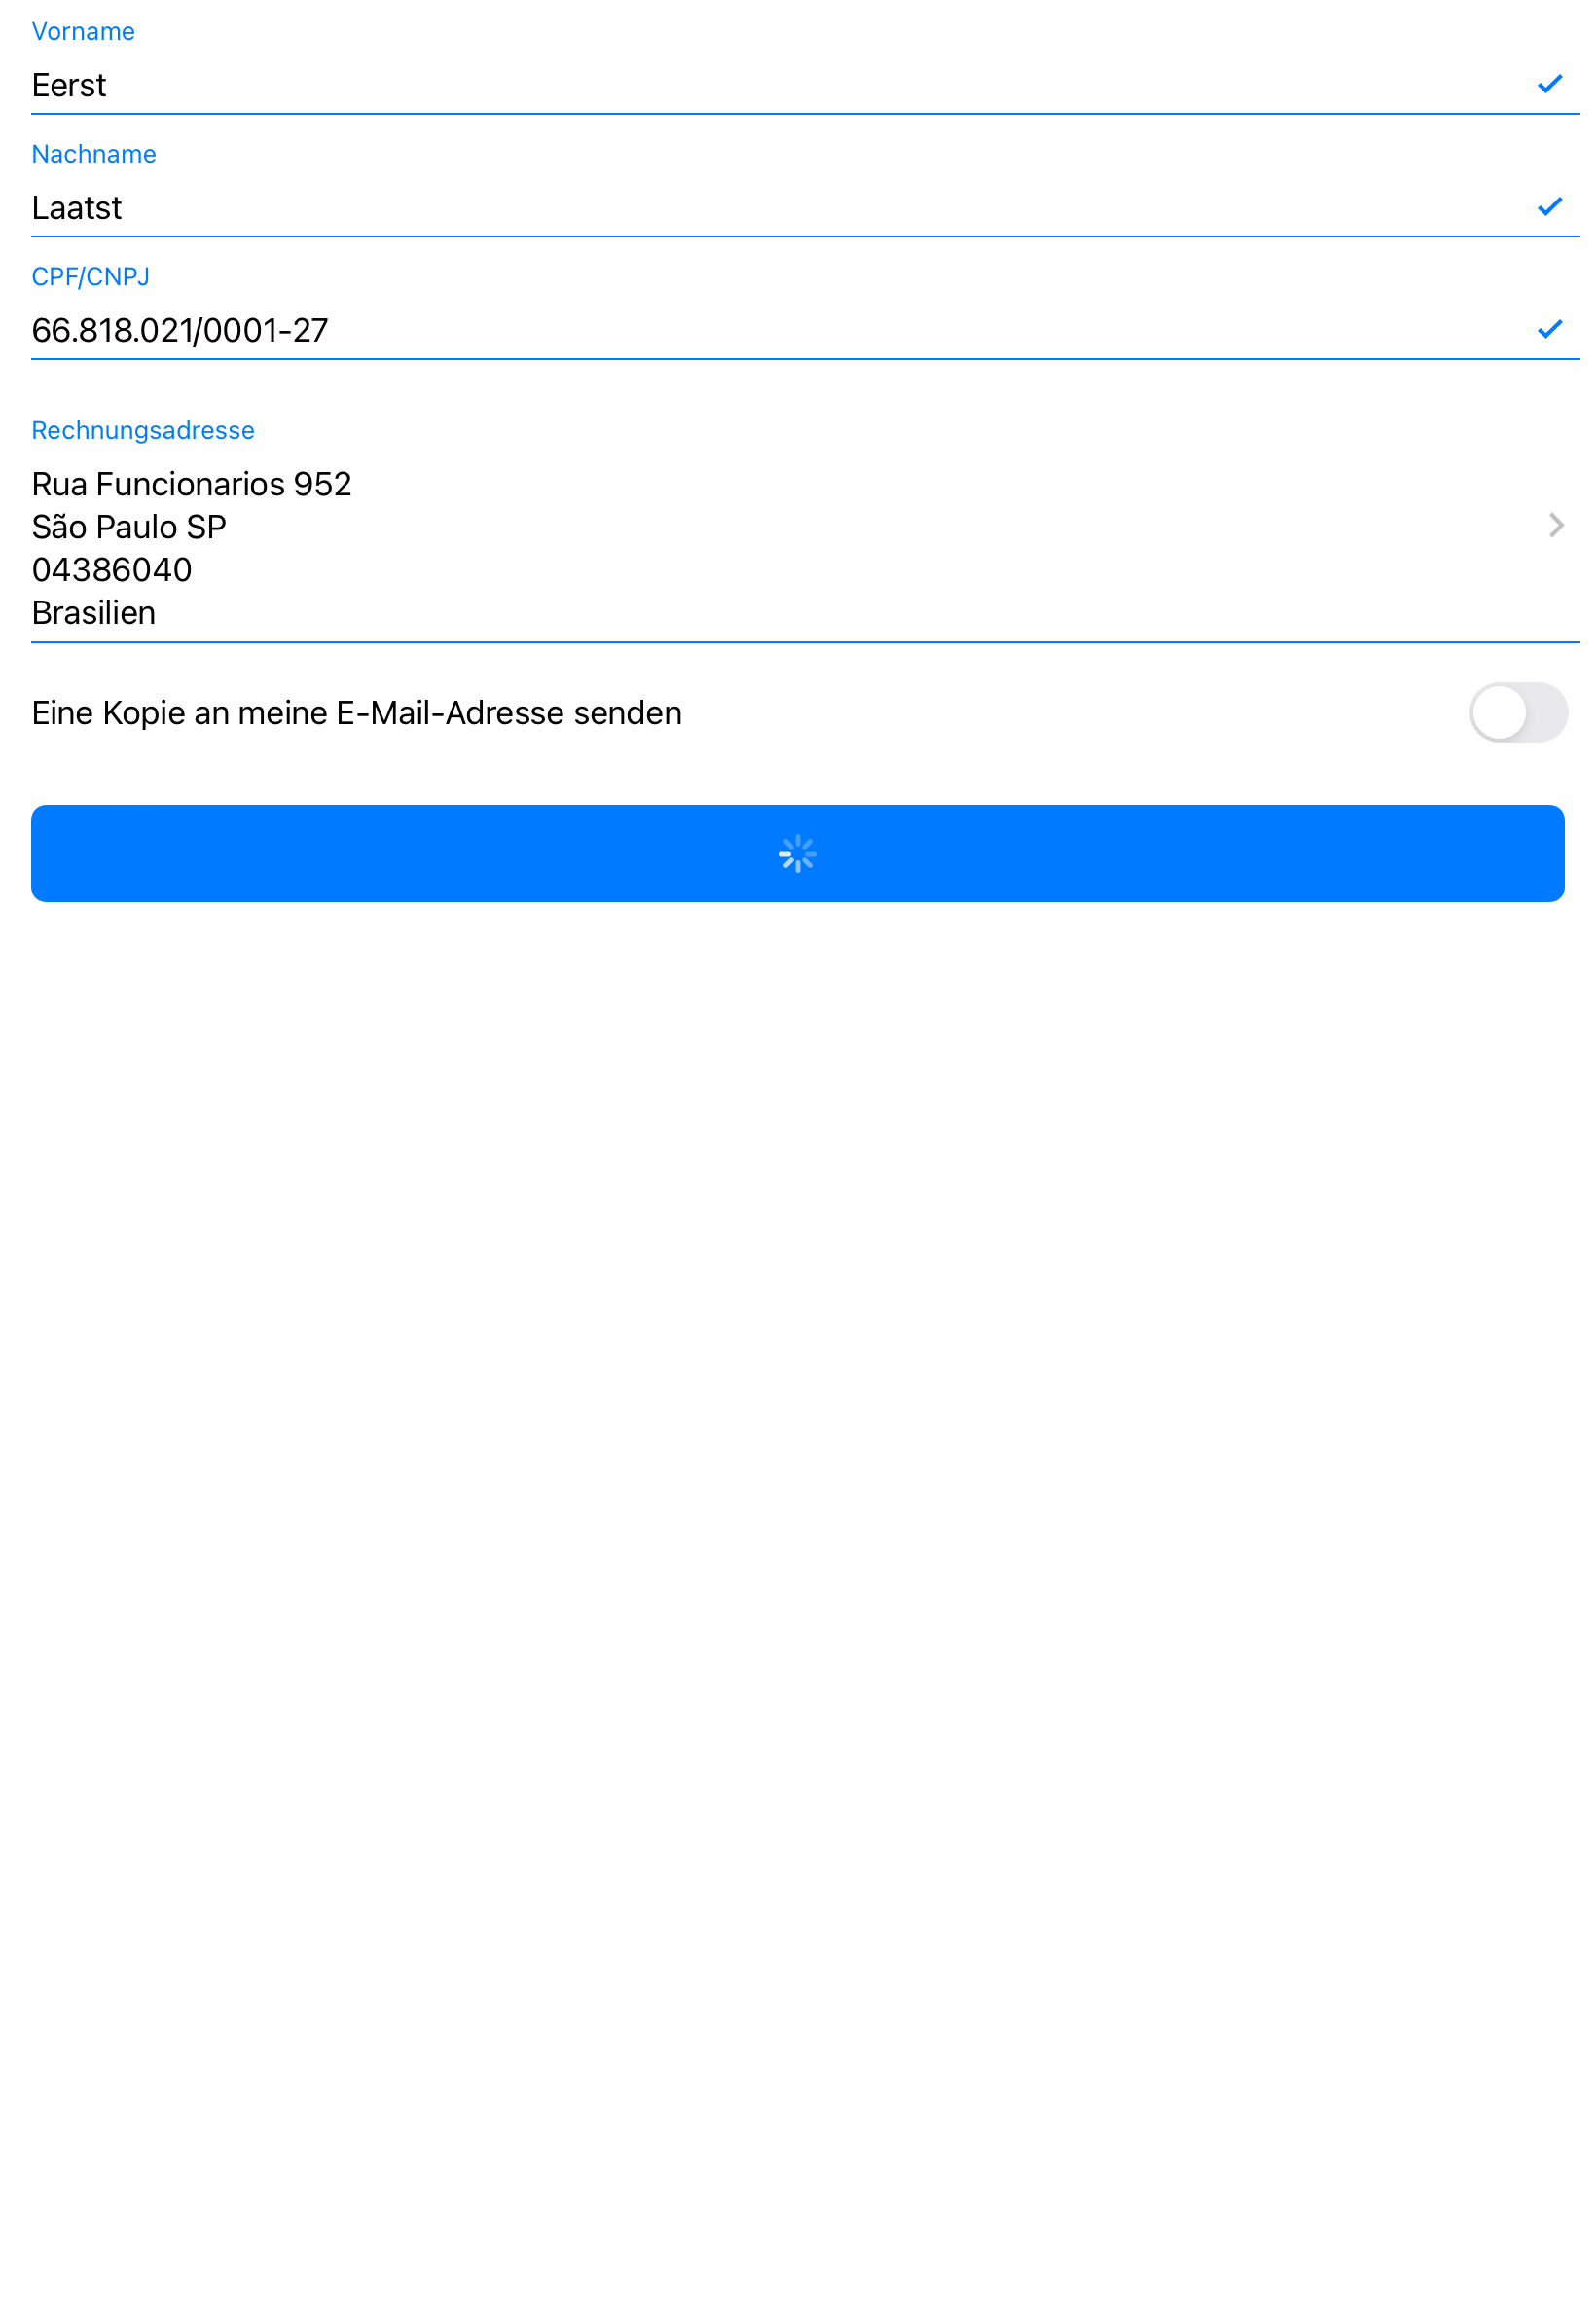 Vorname
Eerst
Nachname
Laatst
CPF/CNPJ
66.818.021/0001-27
Rechnungsadresse
Rua Funcionarios 952
São Paulo SP
04386040
Brasilien
Eine Kopie an meine E-Mail-Adresse senden